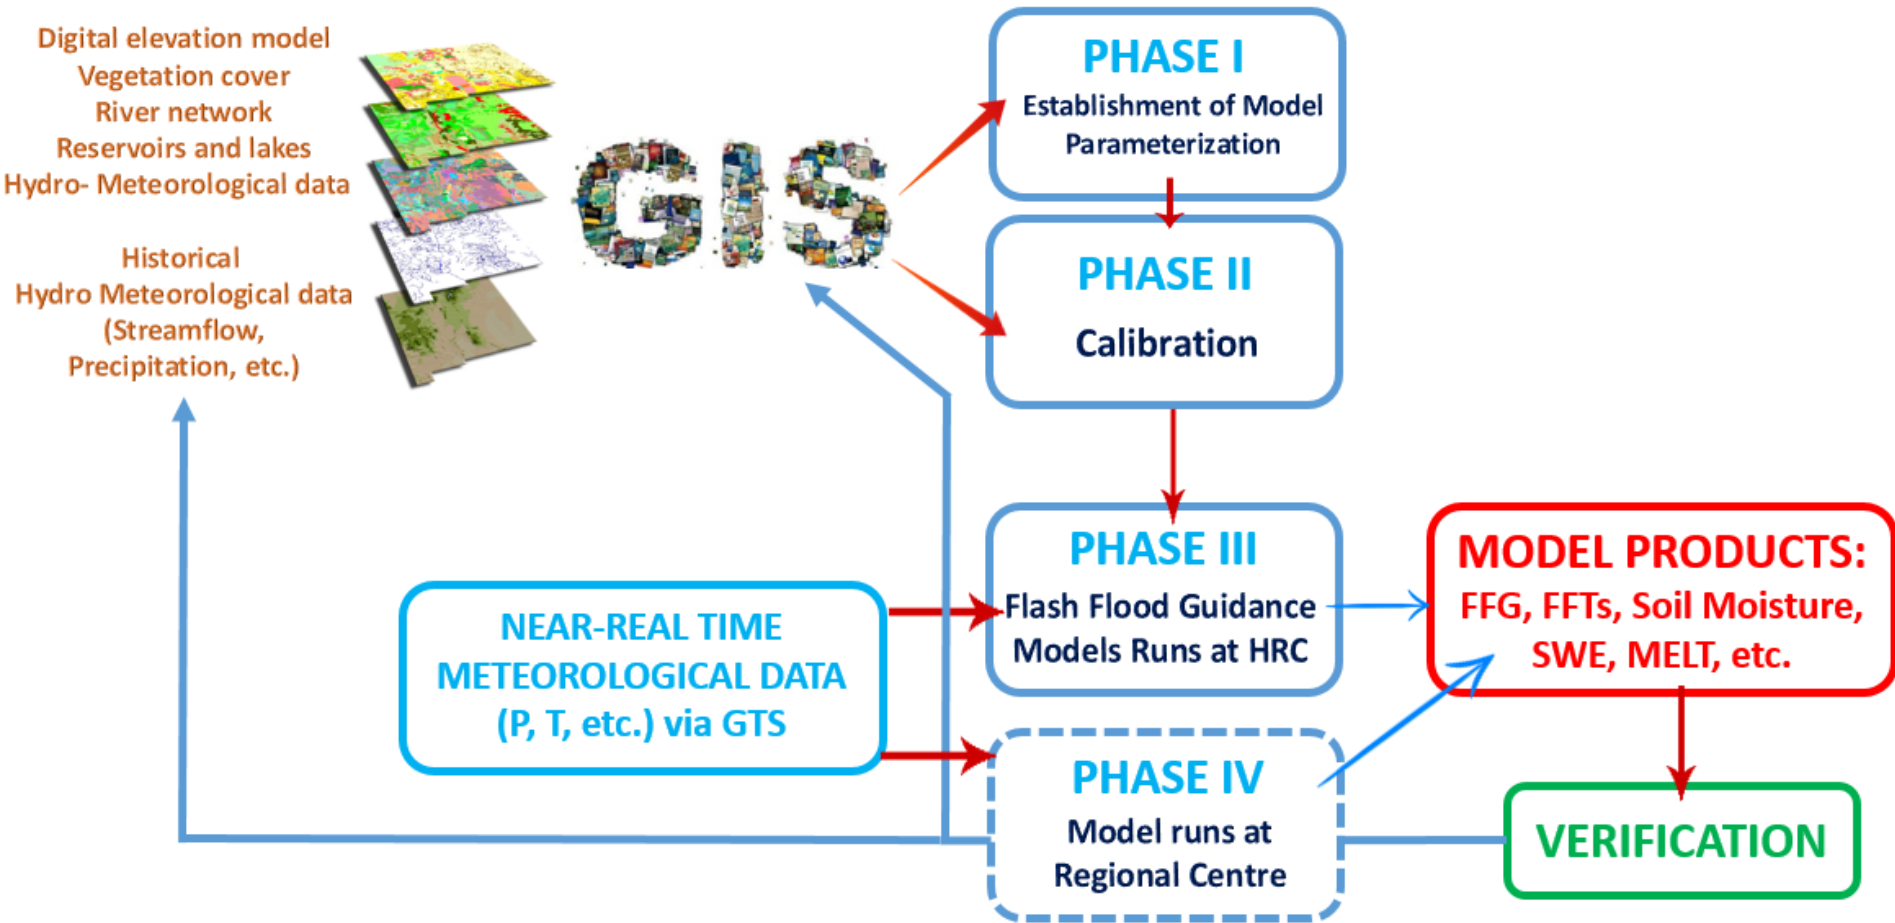 Digital elevation model
Vegetation cover
River network
Reservoirs and lakes
Hydro- Meteorological data
Historical
Hydro Meteorological data
(Streamflow,
Precipitation, etc.)
GIS
PHASE I
Establishment of Model
Parameterization
PHASE II
Calibration
PHASE III
Flash Flood Guidance
Models Runs at HRC
MODEL PRODUCTS:
FFG, FFTs, Soil Moisture,
SWE, MELT, etc.
NEAR-REAL TIME
METEOROLOGICAL DATA
(P, T, etc.) via GTS
PHASE IV
Model runs at
Regional Centre
VERIFICATION